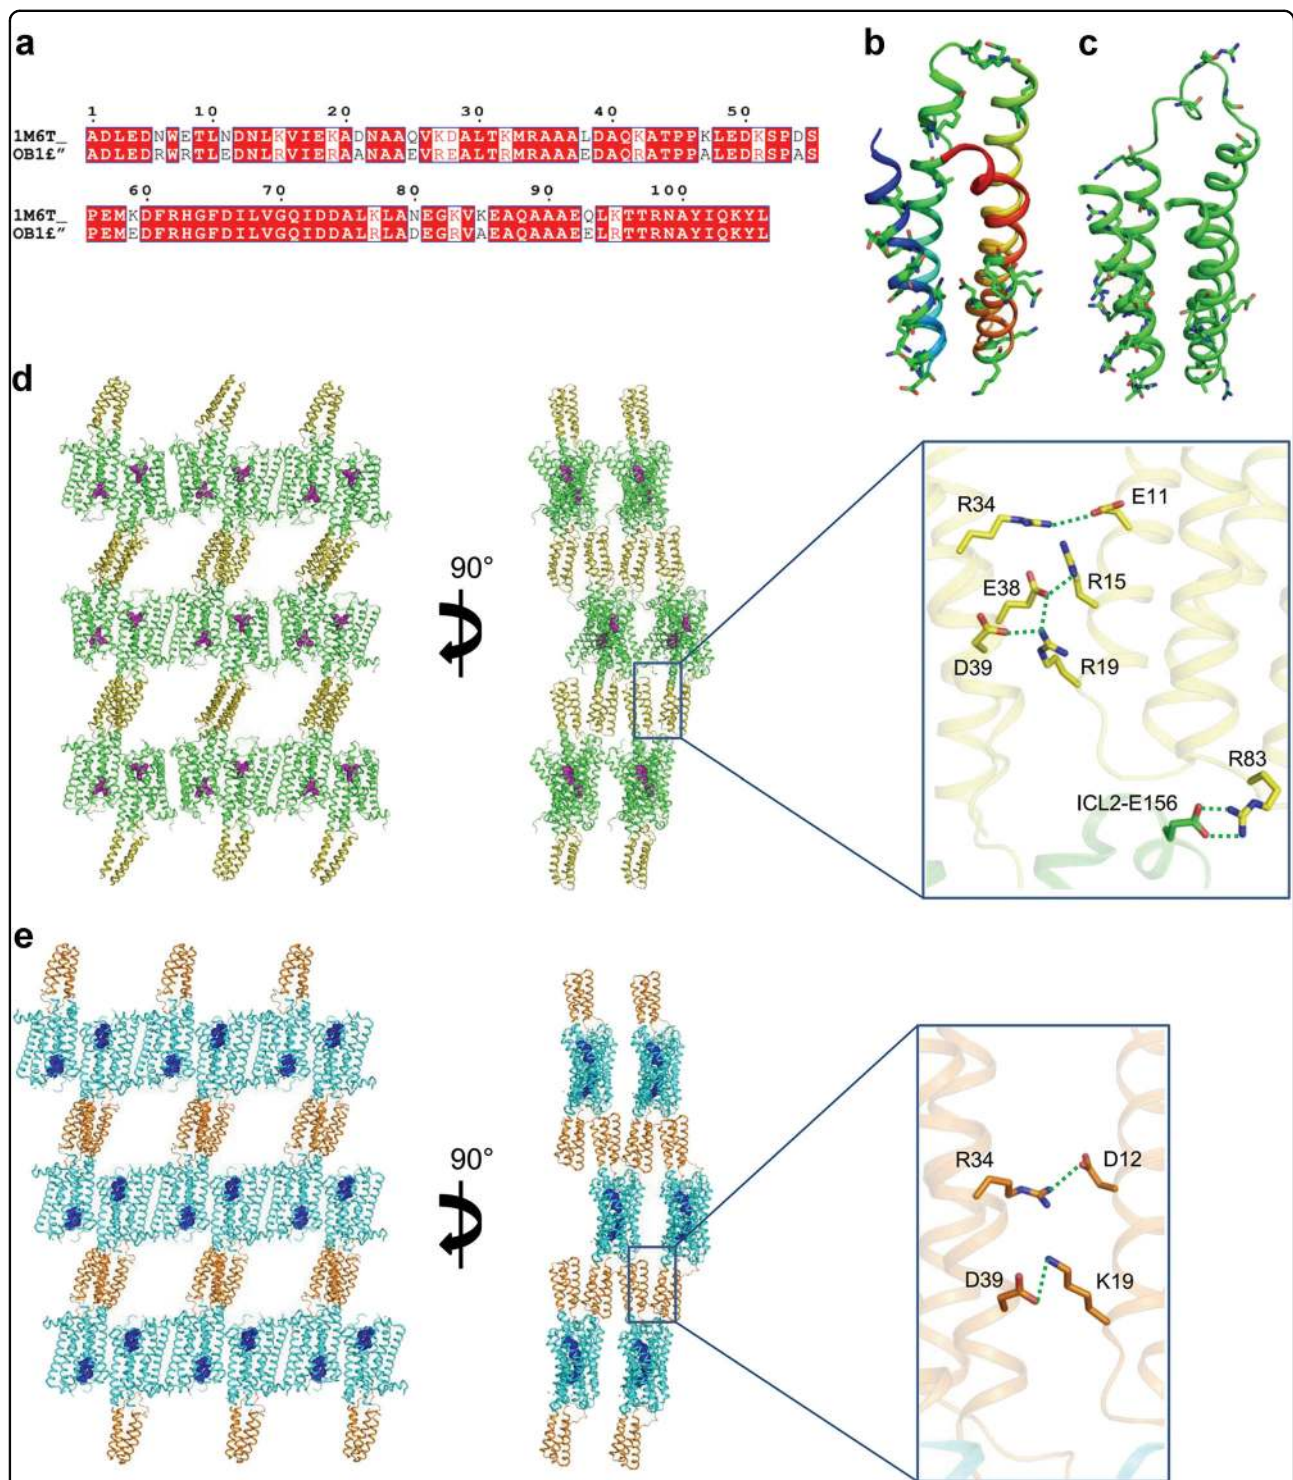 a
1 10 20 30 40 50
1M6T_ ADLEDNWETLNDNLKVIEKADNAAQVKDALTKMRAAALDAQKATPPKLEDKSPDS
OB1£″ ADLEDRWRTLEDNLRVIERAANAAEVREALTRMRAAAEDAQRATPPALEDRSPAS
60 70 80 90 100
1M6T_ PEMKDFRHGFDILVGQIDDALKLANEGKVKEAQAAAEQLKTTRNAYIQKYL
OB1£″ PEMEDFRHGFDILVGQIDDALRLADEGRVAEAQAAAEELRTTRNAYIQKYL
b
c
d
90°
R34
E11
E38
R15
D39
R19
R83
ICL2-E156
e
90°
R34
D12
D39
K19